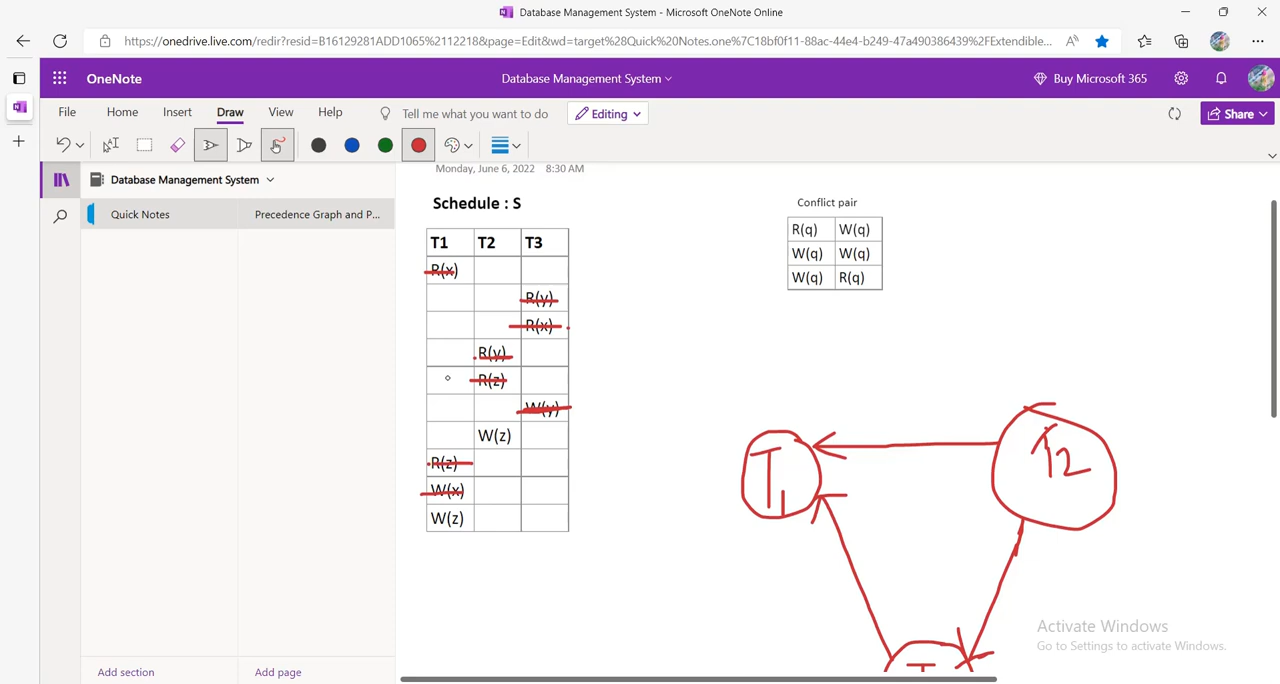 Database Management System - Microsoft OneNote Online
https://onedrive.live.com/redir?resid=B16129281ADD1065%2112218&page=Edit&wd=target%28Quick%20Notes.one%7C18bf0f11-88ac-44e4-b249-47a490386439%2FExtendible...
OneNote
Database Management System
Buy Microsoft 365
File Home Insert Draw View Help Tell me what you want to do Editing Share
Database Management System
Quick Notes
Precedence Graph and P...
Monday, June 6, 2022 8:30 AM
Schedule : S
Conflict pair
T1 T2 T3
R(x)
R(y)
R(x)
R(y)
R(z)
W(y)
W(z)
R(z)
W(x)
W(z)
R(q) W(q)
W(q) W(q)
W(q) R(q)
T1
T2
T
Activate Windows
Go to Settings to activate Windows.
Add section
Add page